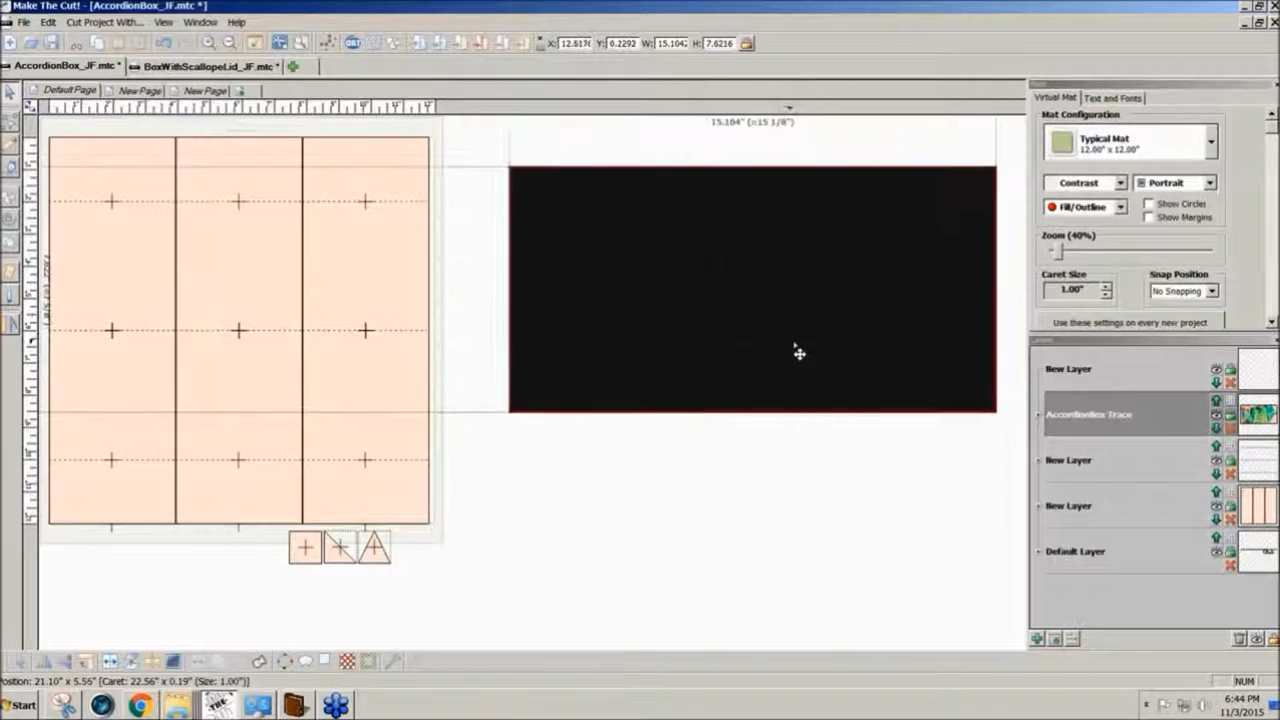 Make The Cut! - [AccordionBox_JF.mtc *]
File Edit Cut Project With... View Window Help
X: 12.6176 Y: 0.2292 W: 15.104 H: 7.6216
AccordionBox_JF.mtc * BoxWithScallopeLid_JF.mtc *
Default Page New Page New Page
15.104" (≈15 1/8")
Virtual Mat Text and Fonts
Mat Configuration
Typical Mat
12.00" x 12.00"
Contrast Portrait
Fill/Outline Show Circles
Show Margins
Zoom (40%)
Caret Size Snap Position
1.00" No Snapping
Use these settings on every new project
New Layer
AccordionBox Trace
New Layer
New Layer
Default Layer
Position: 21.10" x 5.55" [Caret: 22.56" x 0.19" (Size: 1.00")]
NUM
Start
6:44 PM
11/3/2015